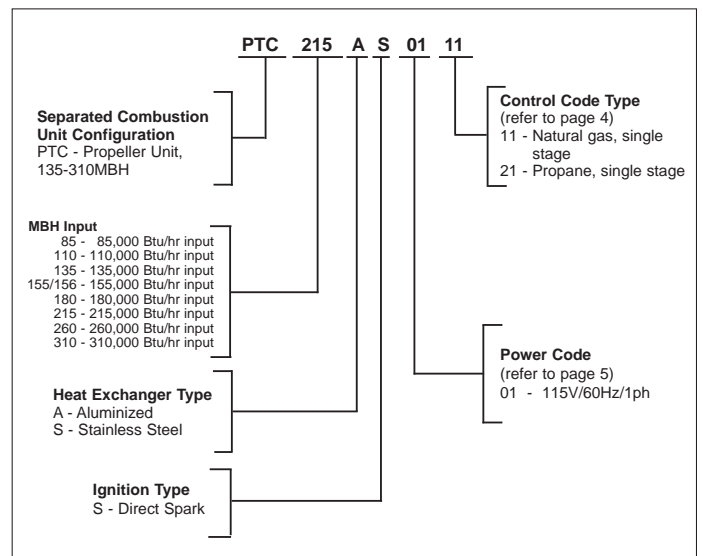 PTC 215 A S 01 11
Separated Combustion
Unit Configuration
PTC - Propeller Unit,
135-310MBH
Control Code Type
(refer to page 4)
11 - Natural gas, single
stage
21 - Propane, single stage
MBH Input
85 - 85,000 Btu/hr input
110 - 110,000 Btu/hr input
135 - 135,000 Btu/hr input
155/156 - 155,000 Btu/hr input
180 - 180,000 Btu/hr input
215 - 215,000 Btu/hr input
260 - 260,000 Btu/hr input
310 - 310,000 Btu/hr input
Power Code
(refer to page 5)
01 - 115V/60Hz/1ph
Heat Exchanger Type
A - Aluminized
S - Stainless Steel
Ignition Type
S - Direct Spark